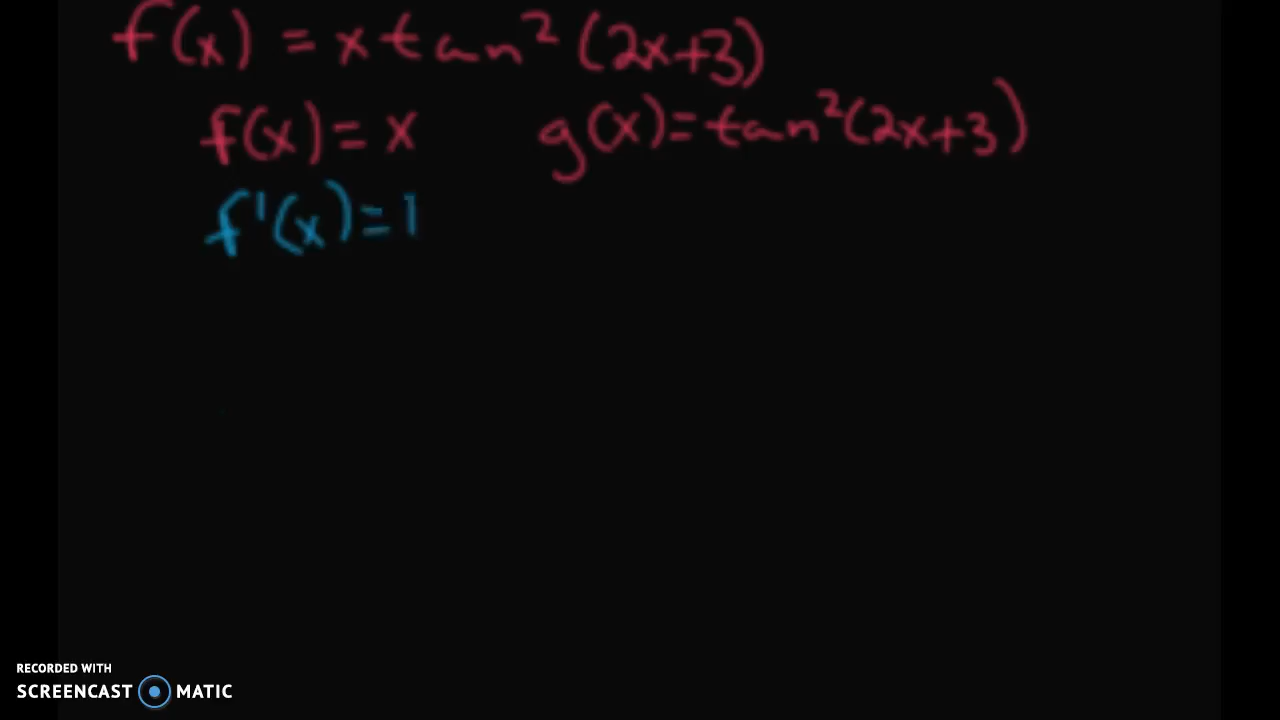 f(x) = x tan² (2x+3)
f(x) = x g(x) = tan²(2x+3)
f'(x) = 1
RECORDED WITH
SCREENCAST MATIC